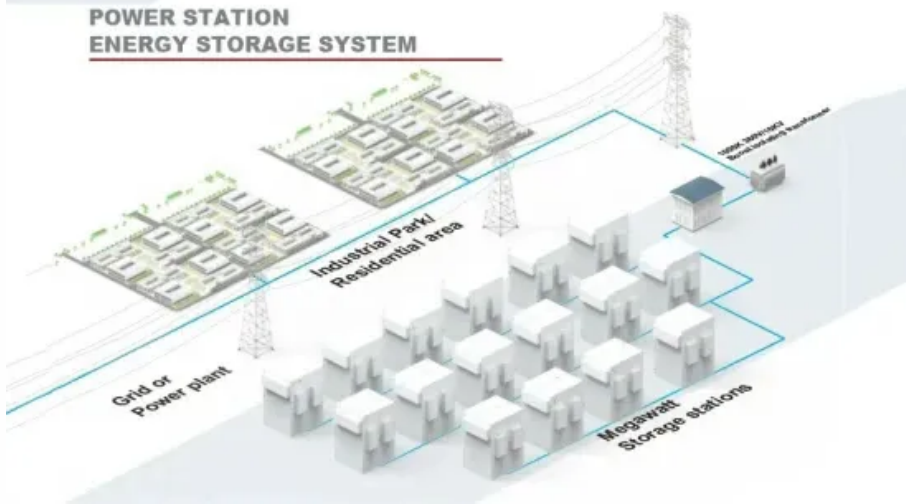 POWER STATION
ENERGY STORAGE SYSTEM
Industrial Park/
Residential area
Grid or
Power plant
Megawatt
Storage stations